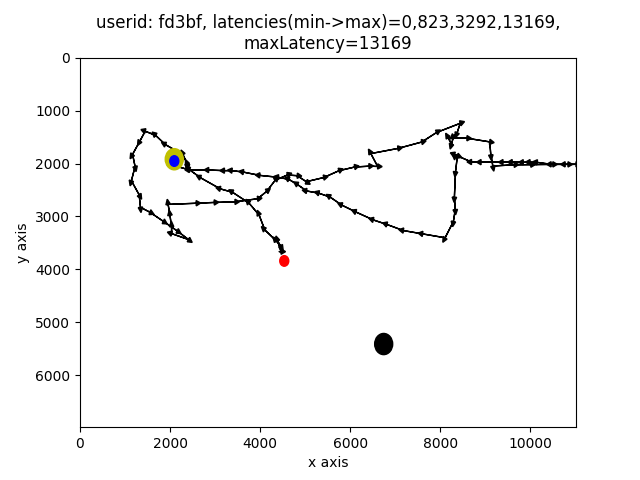 userid: fd3bf, latencies(min->max)=0,823,3292,13169,
maxLatency=13169
0
1000
2000
3000
4000
5000
6000
y axis
0 2000 4000 6000 8000 10000
x axis